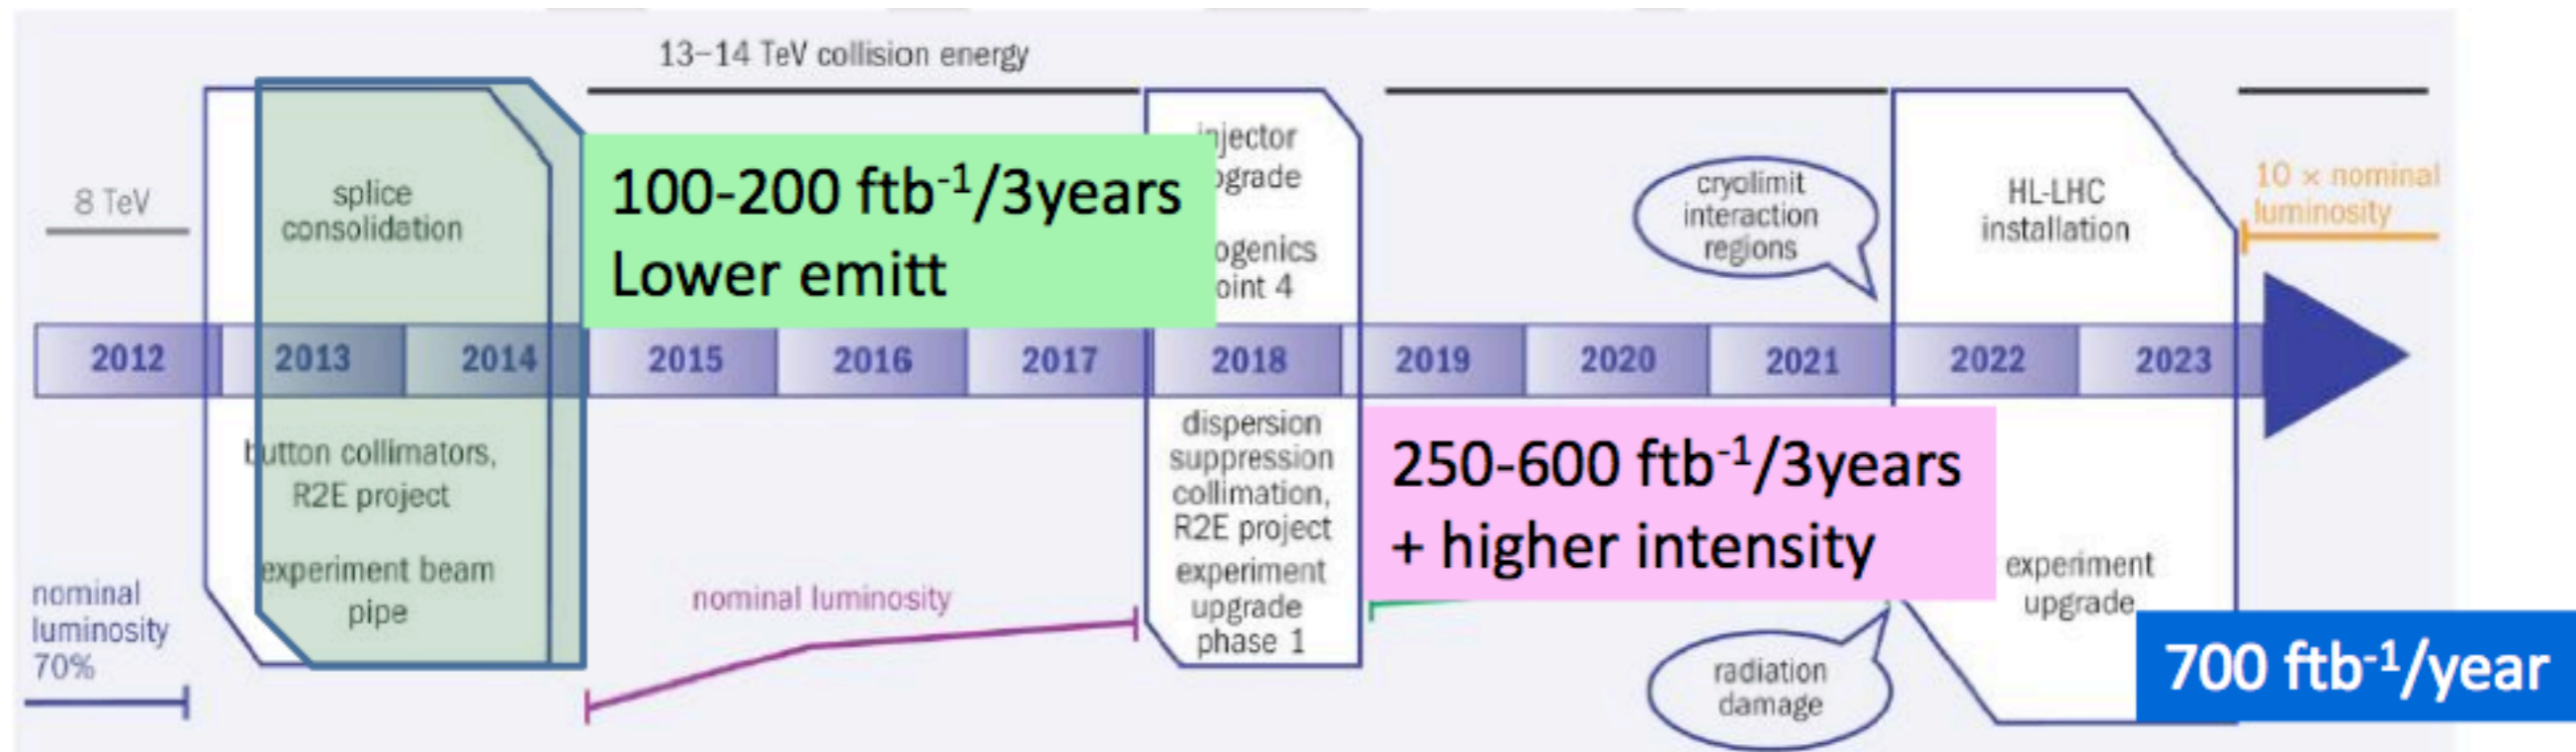 13–14 TeV collision energy
8 TeV
splice
consolidation
100-200 ftb⁻¹/3years
Lower emitt
injector
upgrade
point 4
cryolimit
interaction
regions
HL-LHC
installation
10 × nominal
luminosity
2012 2013 2014 2015 2016 2017 2018 2019 2020 2021 2022 2023
button collimators,
R2E project
experiment beam
pipe
nominal
luminosity
70%
nominal luminosity
dispersion
suppression
collimation,
R2E project
experiment
upgrade
phase 1
250-600 ftb⁻¹/3years
+ higher intensity
radiation
damage
experiment
upgrade
700 ftb⁻¹/year